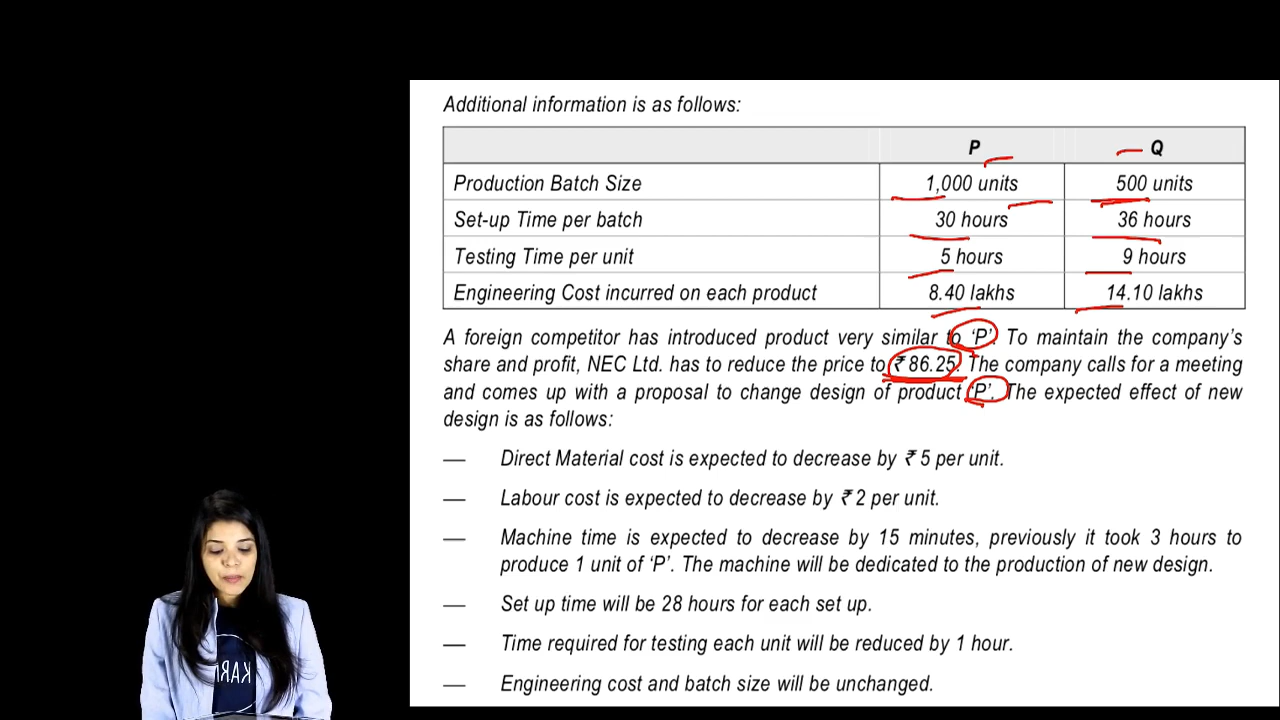 Additional information is as follows:
P Q
Production Batch Size 1,000 units 500 units
Set-up Time per batch 30 hours 36 hours
Testing Time per unit 5 hours 9 hours
Engineering Cost incurred on each product 8.40 lakhs 14.10 lakhs
A foreign competitor has introduced product very similar to ‘P’. To maintain the company’s
share and profit, NEC Ltd. has to reduce the price to ₹ 86.25. The company calls for a meeting
and comes up with a proposal to change design of product ‘P’. The expected effect of new
design is as follows:
— Direct Material cost is expected to decrease by ₹ 5 per unit.
— Labour cost is expected to decrease by ₹ 2 per unit.
— Machine time is expected to decrease by 15 minutes, previously it took 3 hours to
produce 1 unit of ‘P’. The machine will be dedicated to the production of new design.
— Set up time will be 28 hours for each set up.
— Time required for testing each unit will be reduced by 1 hour.
— Engineering cost and batch size will be unchanged.